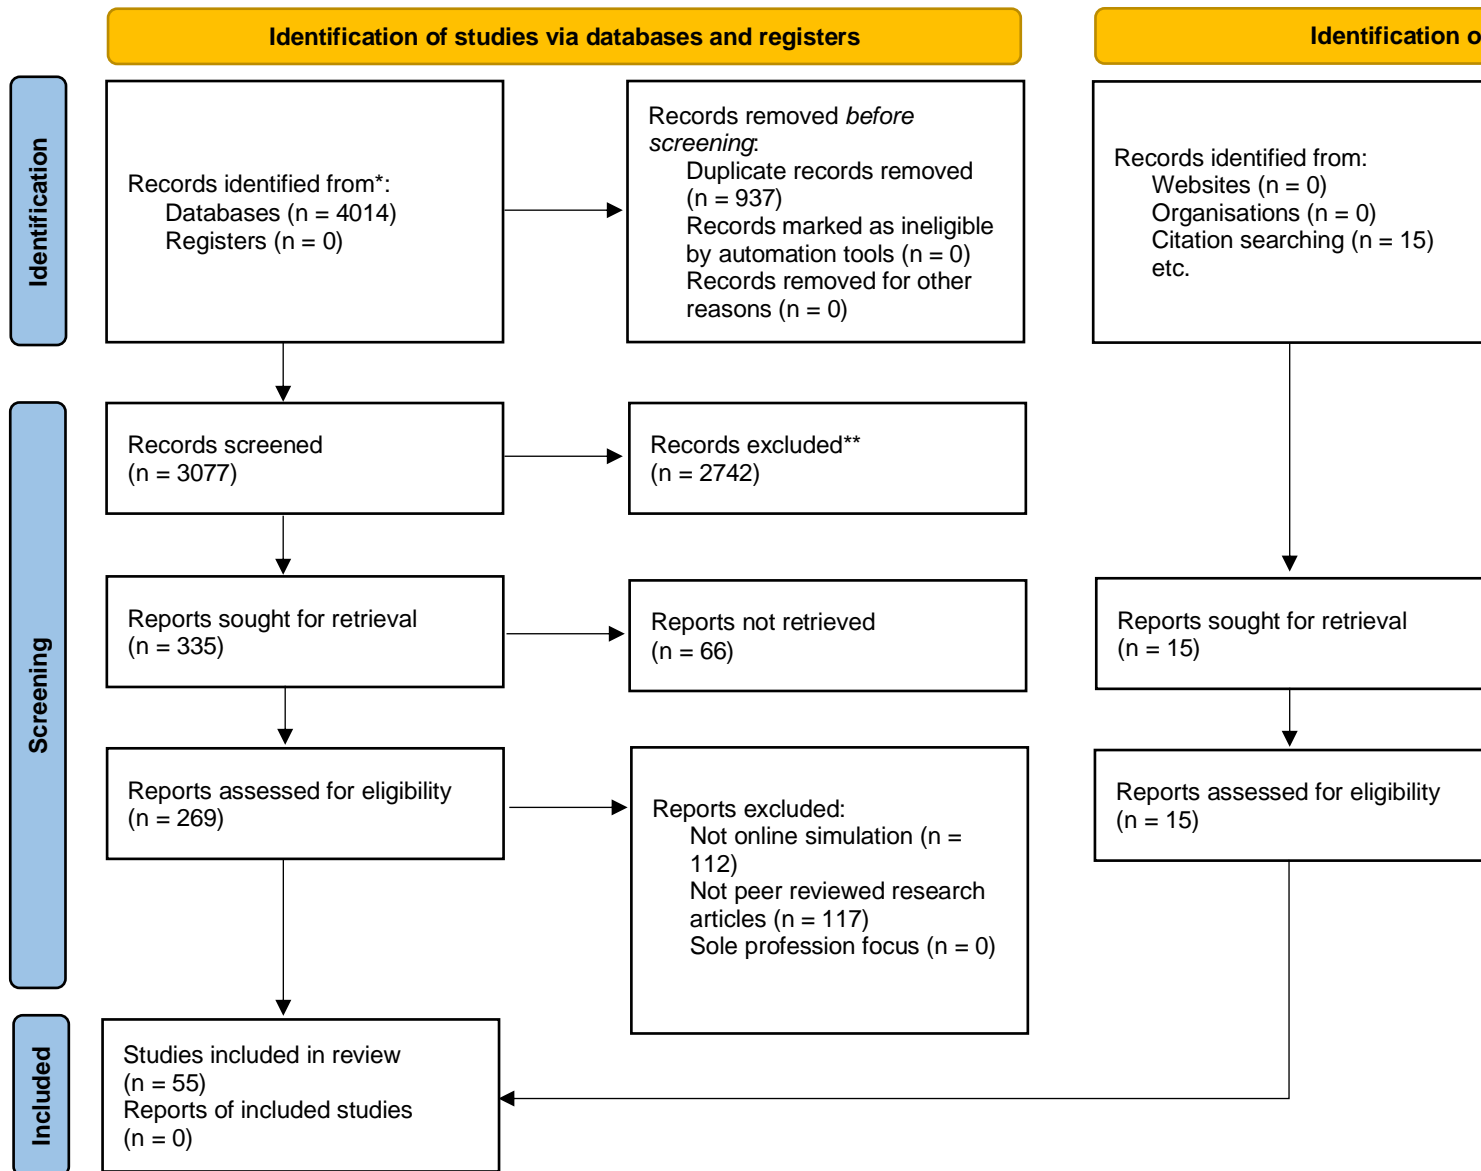 Identification of studies via databases and registers
Identification o
Identification
Records identified from*:
Databases (n = 4014)
Registers (n = 0)
Records removed before
screening:
Duplicate records removed
(n = 937)
Records marked as ineligible
by automation tools (n = 0)
Records removed for other
reasons (n = 0)
Records identified from:
Websites (n = 0)
Organisations (n = 0)
Citation searching (n = 15)
etc.
Screening
Records screened
(n = 3077)
Records excluded**
(n = 2742)
Reports sought for retrieval
(n = 335)
Reports not retrieved
(n = 66)
Reports sought for retrieval
(n = 15)
Reports assessed for eligibility
(n = 269)
Reports excluded:
Not online simulation (n =
112)
Not peer reviewed research
articles (n = 117)
Sole profession focus (n = 0)
Reports assessed for eligibility
(n = 15)
Included
Studies included in review
(n = 55)
Reports of included studies
(n = 0)